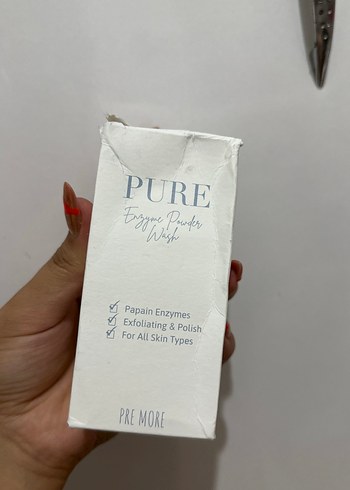 PURE
Enzyme Powder
Wash
Papain Enzymes
Exfoliating & Polish
For All Skin Types
PRE MORE